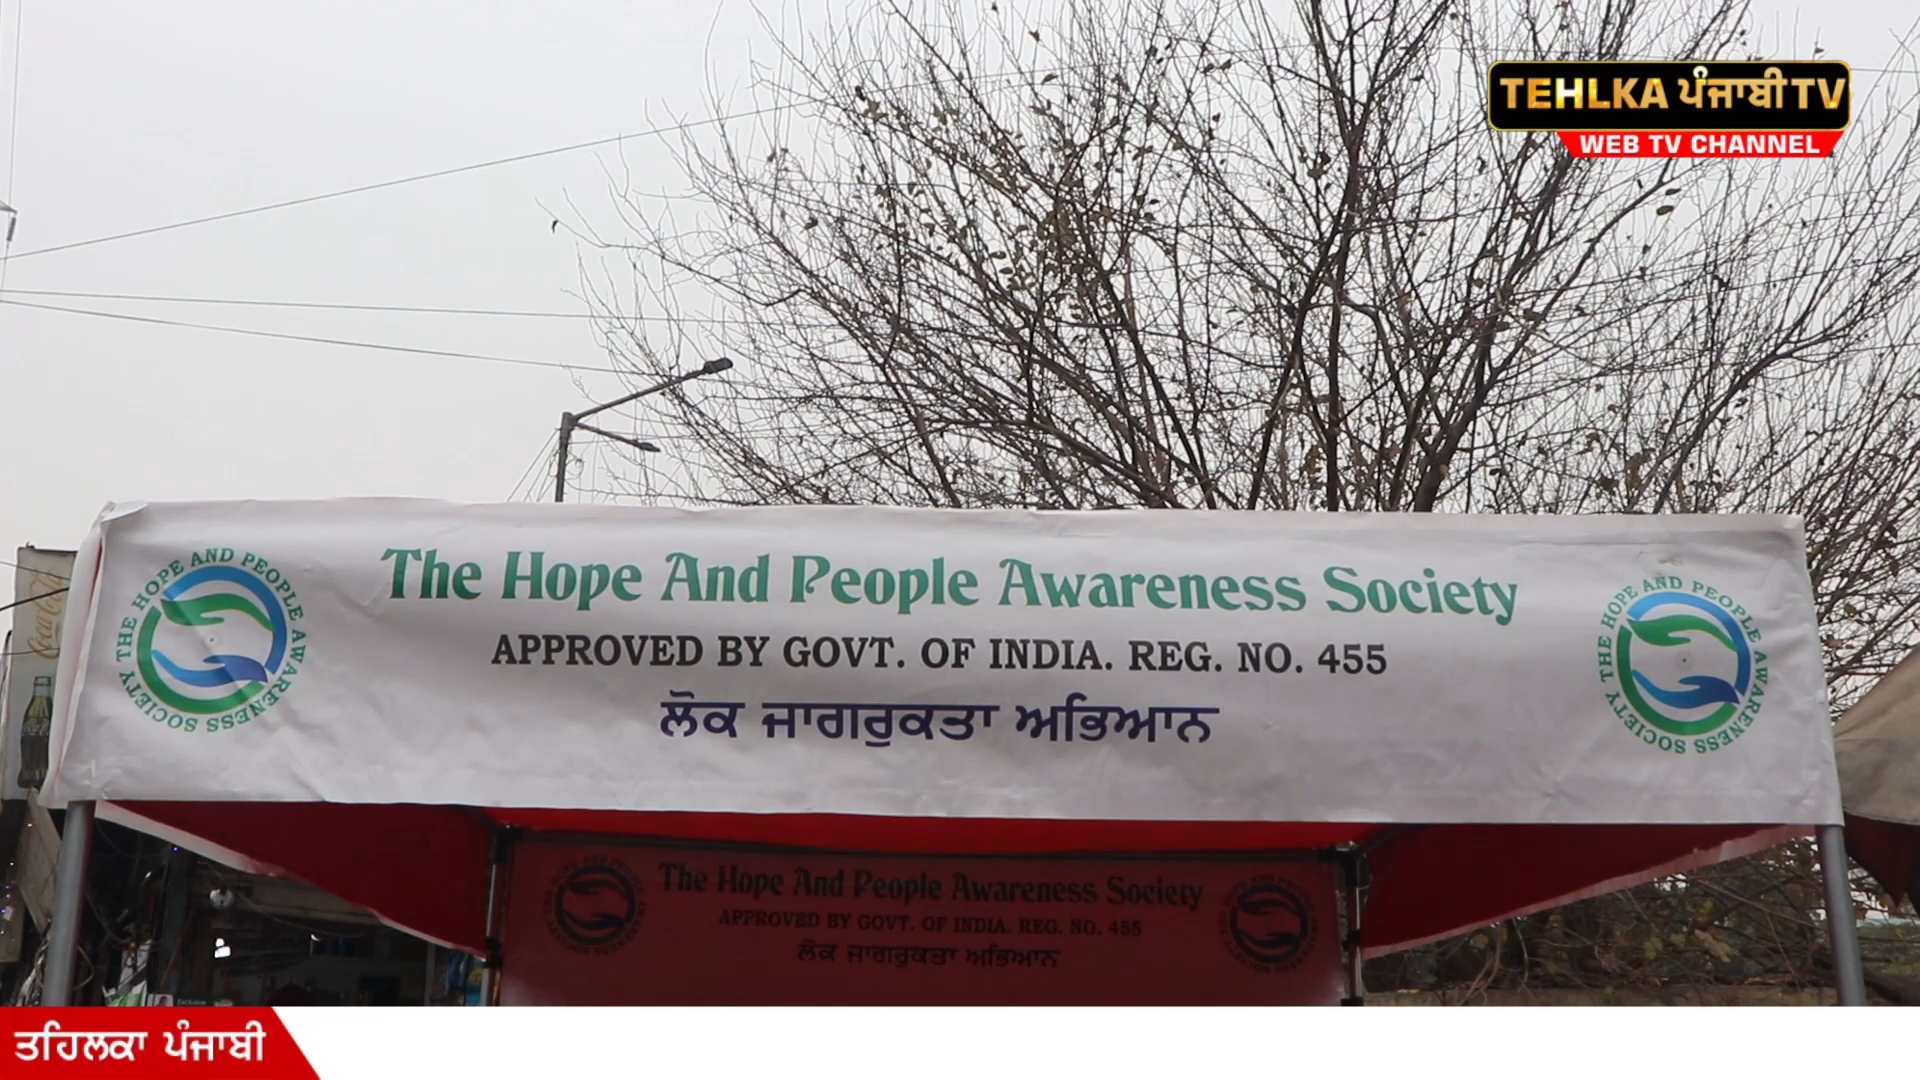 TEHLKA ਪੰਜਾਬੀ TV
WEB TV CHANNEL
The Hope And People Awareness Society
APPROVED BY GOVT. OF INDIA. REG. NO. 455
ਲੋਕ ਜਾਗਰੁਕਤਾ ਅਭਿਆਨ
THE HOPE AND PEOPLE AWARENESS SOCIETY
THE HOPE AND PEOPLE AWARENESS SOCIETY
Coca-Cola
The Hope And People Awareness Society
APPROVED BY GOVT. OF INDIA. REG. NO. 455
ਲੋਕ ਜਾਗਰੁਕਤਾ ਅਭਿਆਨ
ਤਹਿਲਕਾ ਪੰਜਾਬੀ